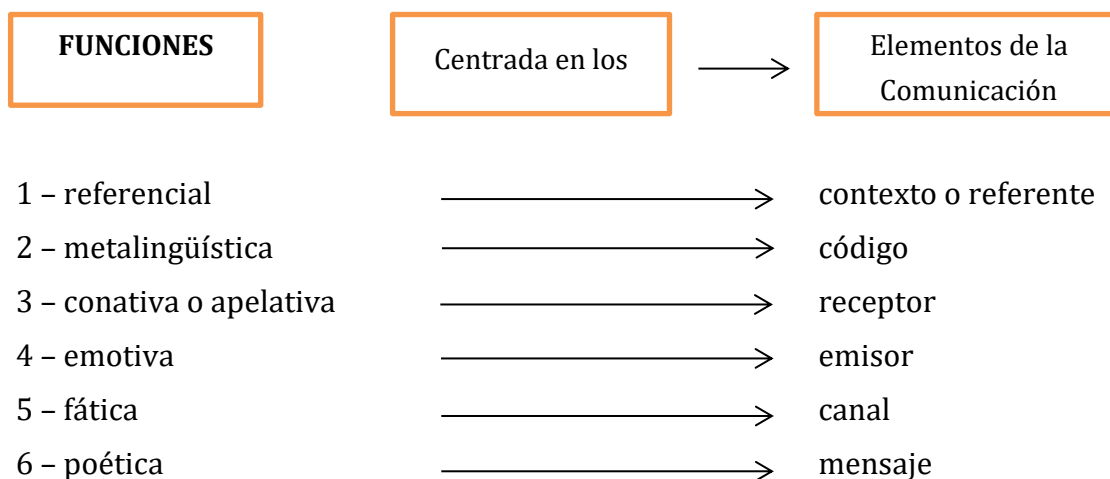 FUNCIONES
Centrada en los
Elementos de la
Comunicación
1 – referencial contexto o referente
2 – metalingüística código
3 – conativa o apelativa receptor
4 – emotiva emisor
5 – fática canal
6 – poética mensaje